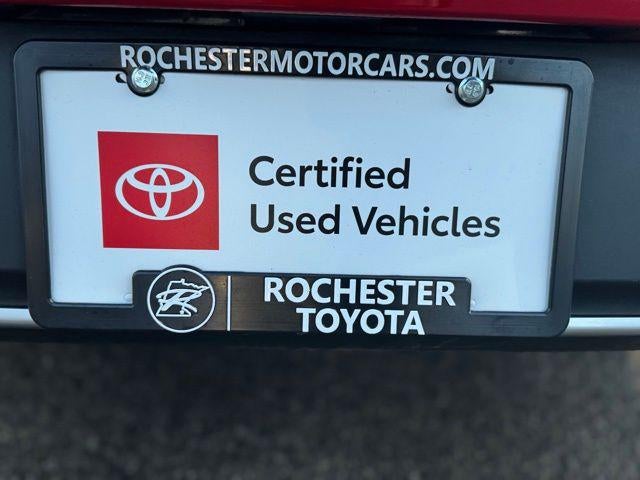 ROCHESTERMOTORCARS.COM
Certified
Used Vehicles
ROCHESTER
TOYOTA